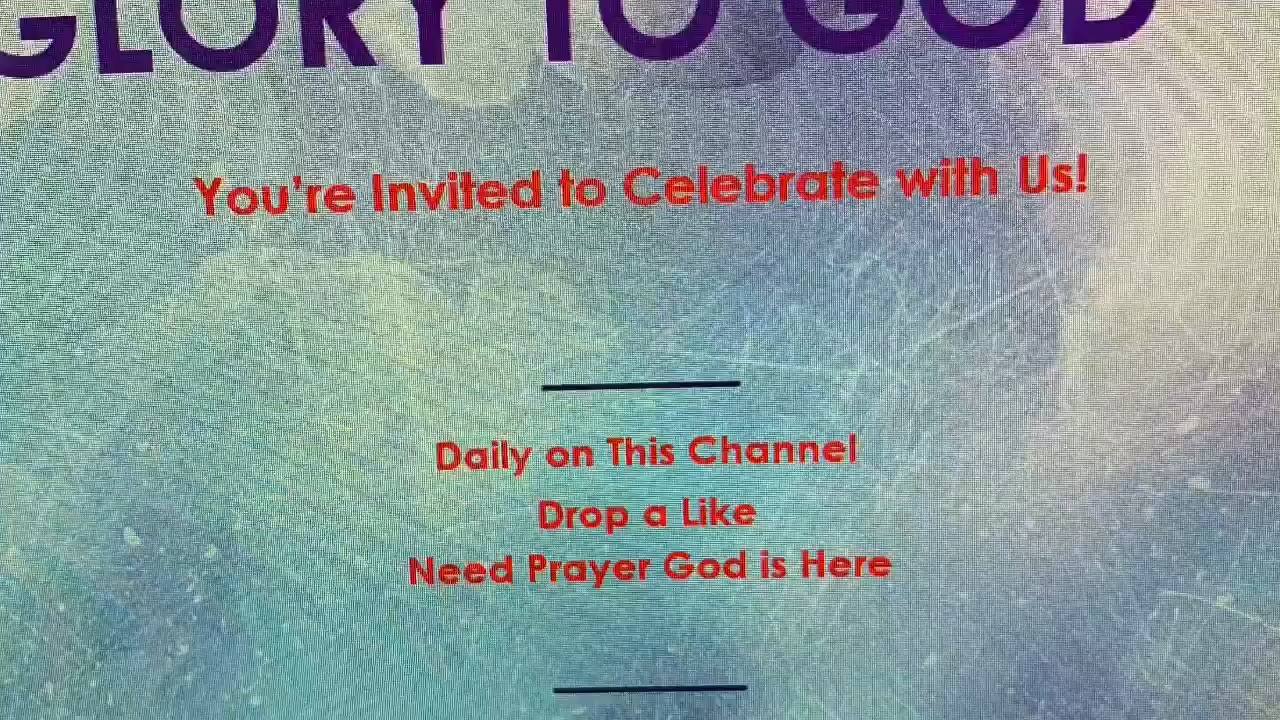 GLORY TO GOD
You're Invited to Celebrate with Us!
Daily on This Channel
Drop a Like
Need Prayer God is Here